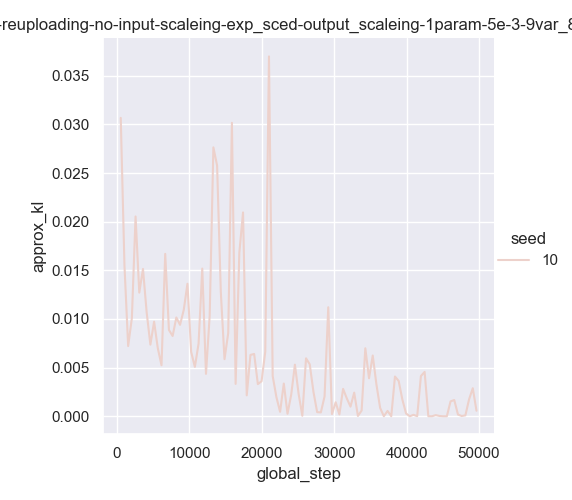 -reuploading-no-input-scaleing-exp_sced-output_scaleing-1param-5e-3-9var_8
0.035
0.030
0.025
0.020
0.015
0.010
0.005
0.000
approx_kl
0 10000 20000 30000 40000 50000
global_step
seed
10